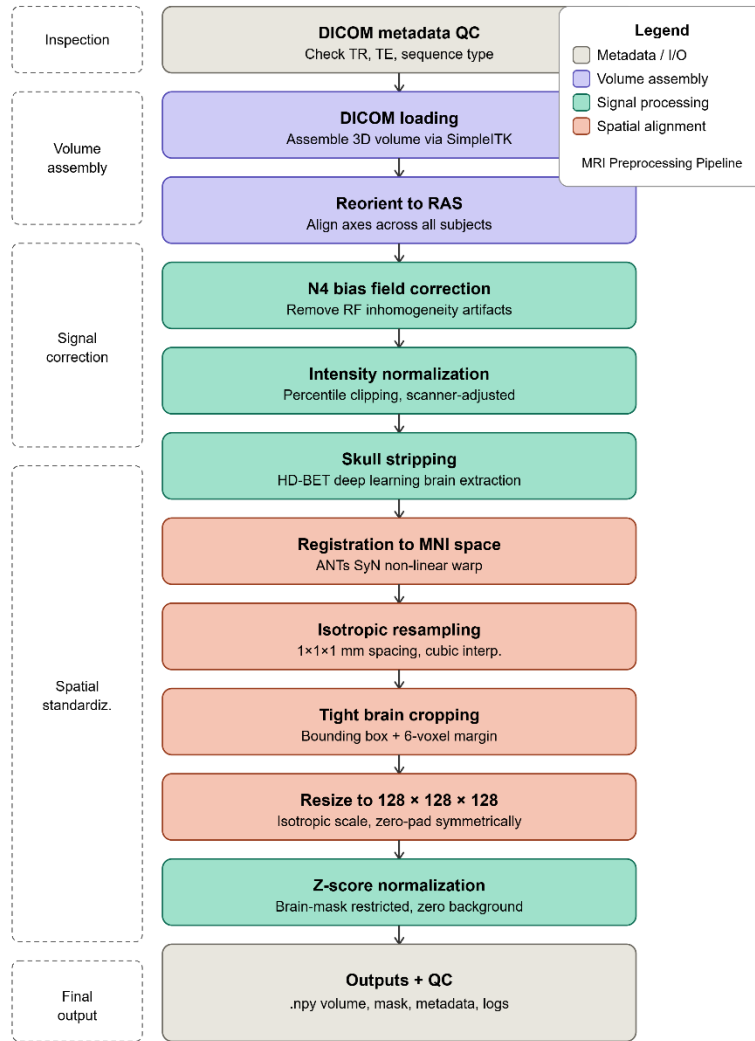 Inspection
DICOM metadata QC
Check TR, TE, sequence type
Legend
Metadata / I/O
Volume assembly
Signal processing
Spatial alignment
MRI Preprocessing Pipeline
Volume
assembly
DICOM loading
Assemble 3D volume via SimpleITK
Reorient to RAS
Align axes across all subjects
Signal
correction
N4 bias field correction
Remove RF inhomogeneity artifacts
Intensity normalization
Percentile clipping, scanner-adjusted
Skull stripping
HD-BET deep learning brain extraction
Spatial
standardiz.
Registration to MNI space
ANTs SyN non-linear warp
Isotropic resampling
1×1×1 mm spacing, cubic interp.
Tight brain cropping
Bounding box + 6-voxel margin
Resize to 128 × 128 × 128
Isotropic scale, zero-pad symmetrically
Z-score normalization
Brain-mask restricted, zero background
Final
output
Outputs + QC
.npy volume, mask, metadata, logs